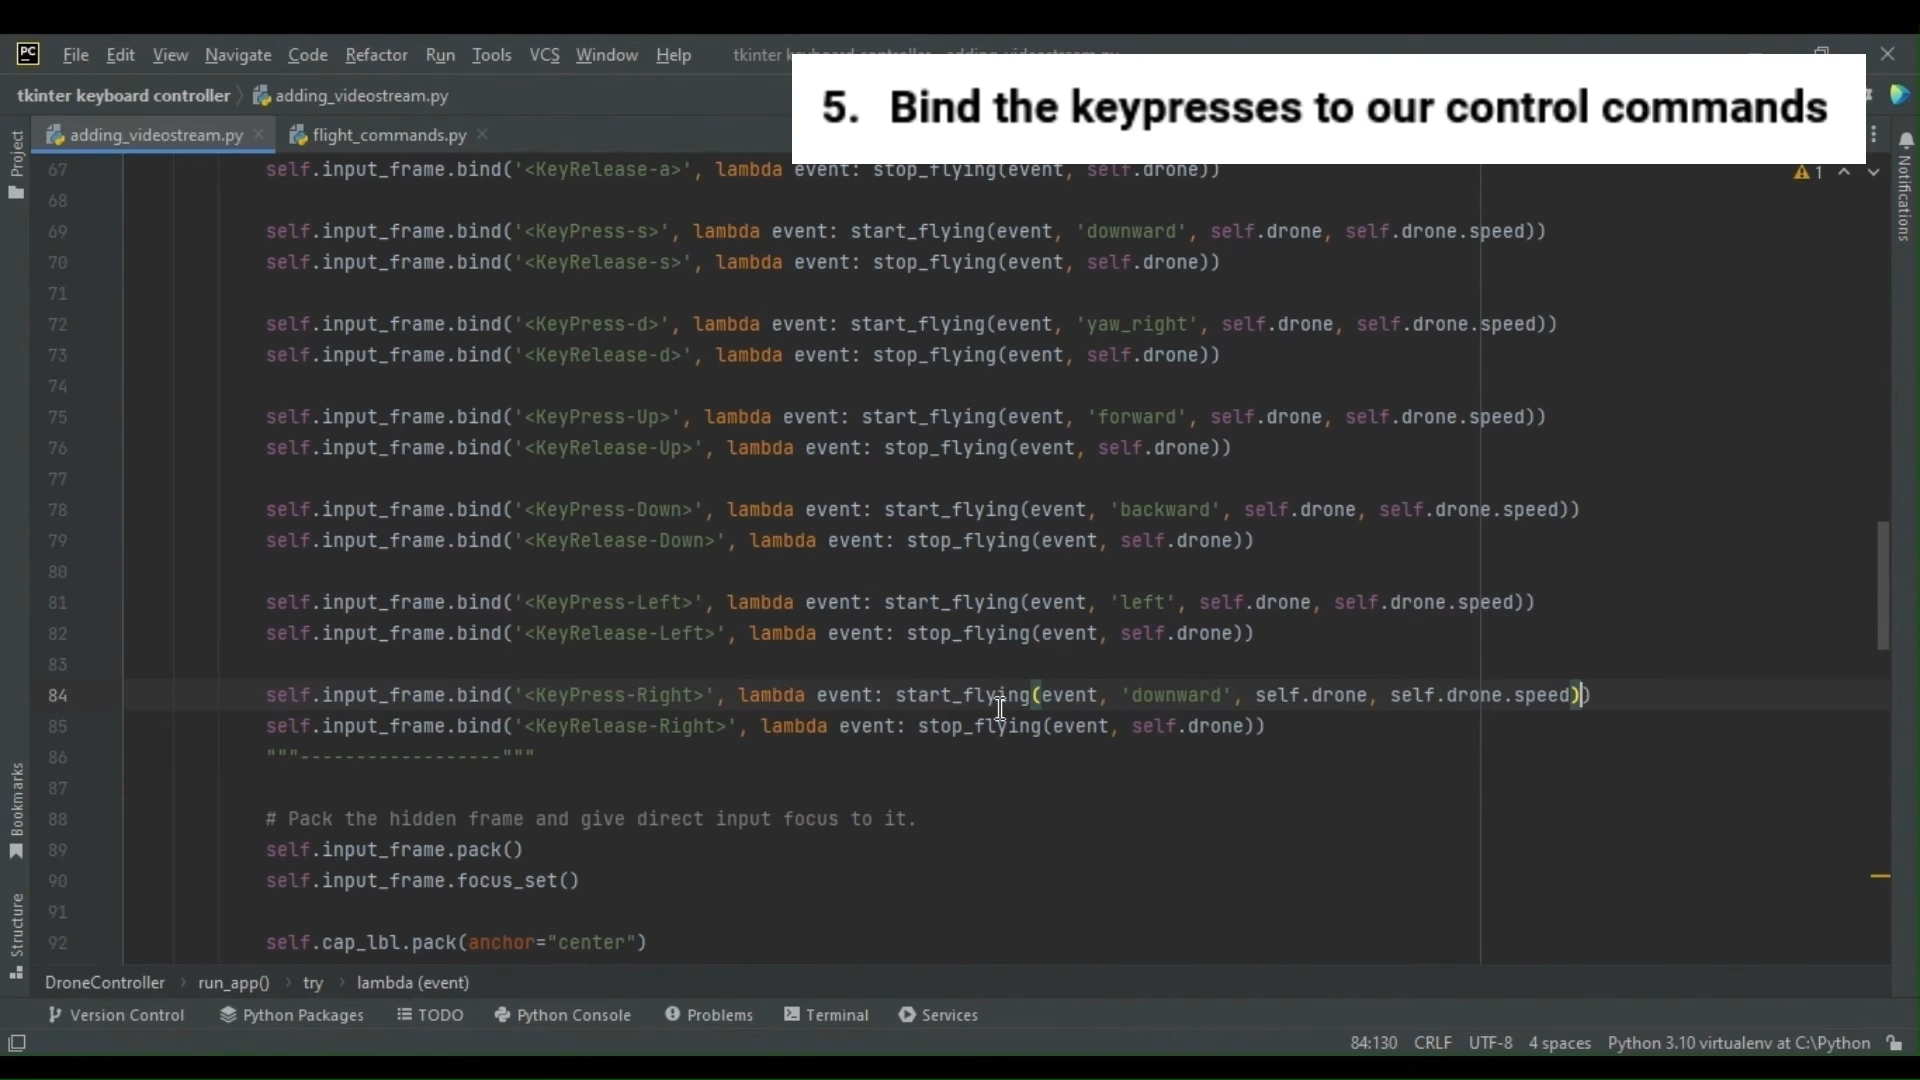 PC File Edit View Navigate Code Refactor Run Tools VCS Window Help
5. Bind the keypresses to our control commands
tkinter keyboard controller adding_videostream.py
adding_videostream.py flight_commands.py
Project
Notifications
1
67 self.input_frame.bind('<KeyRelease-a>', lambda event: stop_flying(event, self.drone))
68
69 self.input_frame.bind('<KeyPress-s>', lambda event: start_flying(event, 'downward', self.drone, self.drone.speed))
70 self.input_frame.bind('<KeyRelease-s>', lambda event: stop_flying(event, self.drone))
71
72 self.input_frame.bind('<KeyPress-d>', lambda event: start_flying(event, 'yaw_right', self.drone, self.drone.speed))
73 self.input_frame.bind('<KeyRelease-d>', lambda event: stop_flying(event, self.drone))
74
75 self.input_frame.bind('<KeyPress-Up>', lambda event: start_flying(event, 'forward', self.drone, self.drone.speed))
76 self.input_frame.bind('<KeyRelease-Up>', lambda event: stop_flying(event, self.drone))
77
78 self.input_frame.bind('<KeyPress-Down>', lambda event: start_flying(event, 'backward', self.drone, self.drone.speed))
79 self.input_frame.bind('<KeyRelease-Down>', lambda event: stop_flying(event, self.drone))
80
81 self.input_frame.bind('<KeyPress-Left>', lambda event: start_flying(event, 'left', self.drone, self.drone.speed))
82 self.input_frame.bind('<KeyRelease-Left>', lambda event: stop_flying(event, self.drone))
83
84 self.input_frame.bind('<KeyPress-Right>', lambda event: start_flying(event, 'downward', self.drone, self.drone.speed))
85 self.input_frame.bind('<KeyRelease-Right>', lambda event: stop_flying(event, self.drone))
86 """------------------"""
87
88 # Pack the hidden frame and give direct input focus to it.
89 self.input_frame.pack()
90 self.input_frame.focus_set()
91
92 self.cap_lbl.pack(anchor="center")
Bookmarks
Structure
DroneController run_app() try lambda (event)
Version Control Python Packages TODO Python Console Problems Terminal Services
84:130 CRLF UTF-8 4 spaces Python 3.10 virtualenv at C:\Python